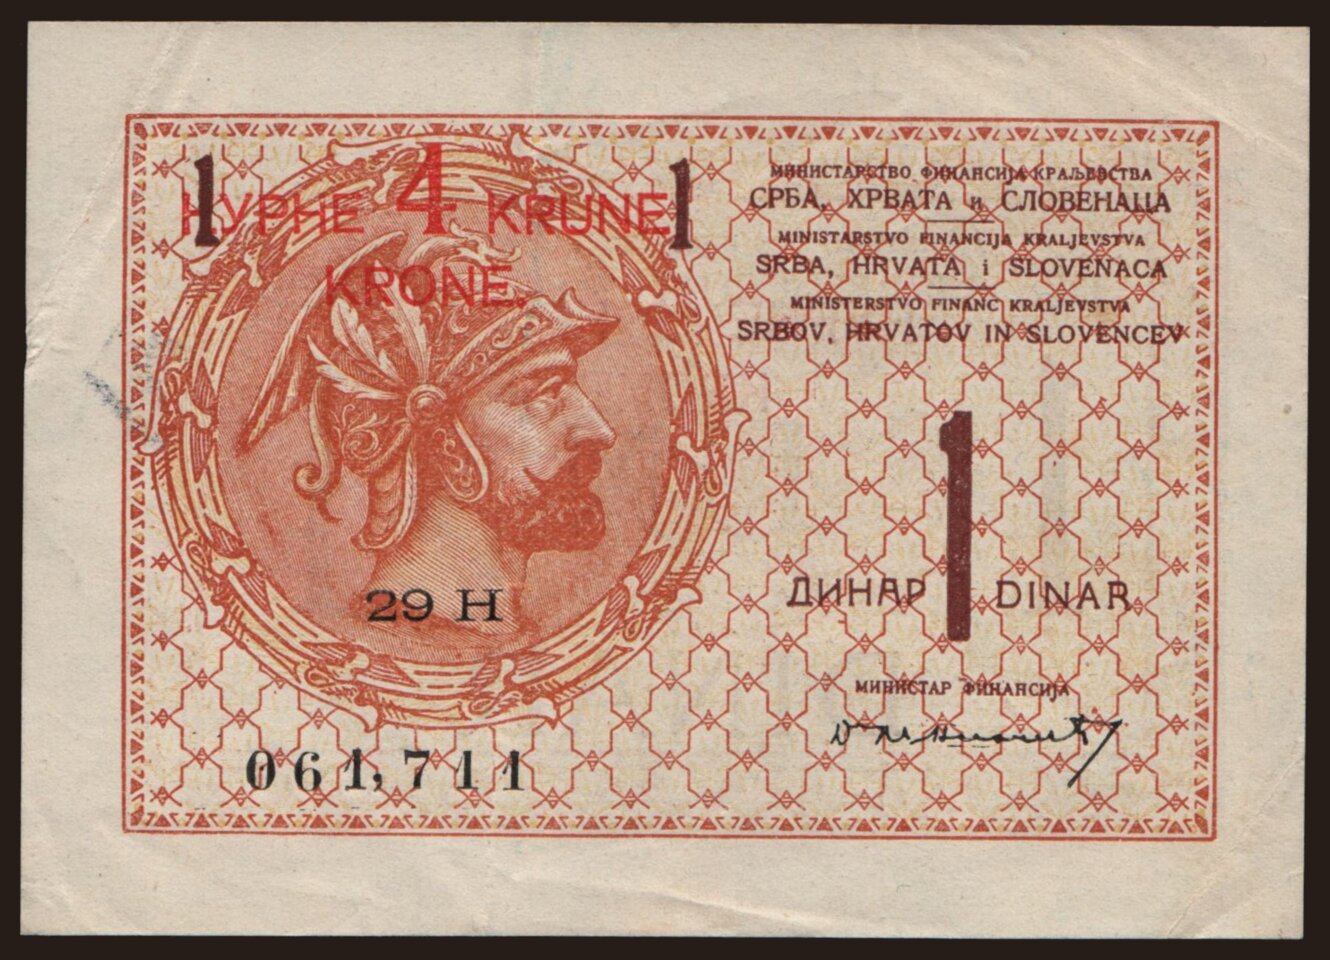 1 КУРНЕ 4 KRUNE 1
KRONE.
29 H
061,711
МИНИСТАРСТВО ФИНАНСИЈА КРАЉЕВСТВА
СРБА, ХРВАТА и СЛОВЕНАЦА
MINISTARSTVO FINANCIJA KRALJEVSTVA
SRBA, HRVATA i SLOVENACA
MINISTERSTVO FINANC KRALJEVSTVA
SRBOV, HRVATOV IN SLOVENCEV
ДИНАР 1 DINAR
МИНИСТАР ФИНАНСИЈА